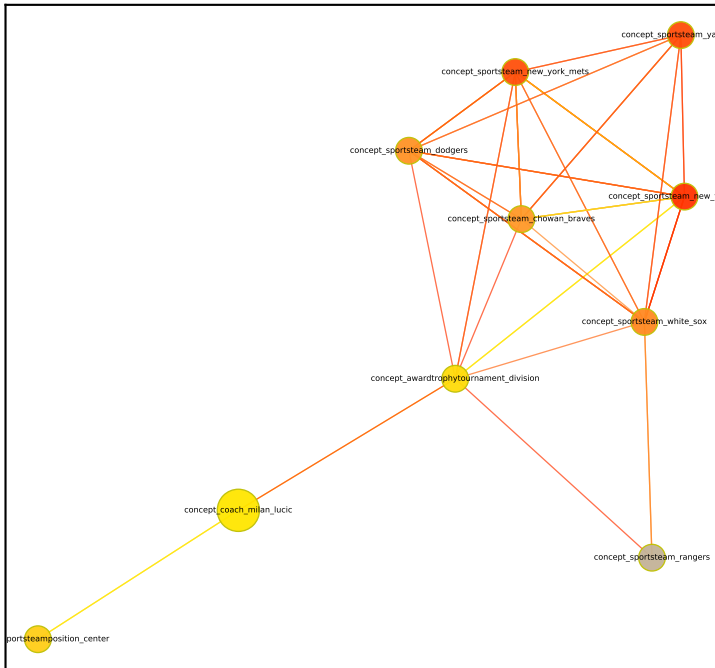 concept_sportsteam_ya
concept_sportsteam_new_york_mets
concept_sportsteam_dodgers
concept_sportsteam_new_
concept_sportsteam_chowan_braves
concept_sportsteam_white_sox
concept_awardtrophytournament_division
concept_coach_milan_lucic
concept_sportsteam_rangers
portsteamposition_center